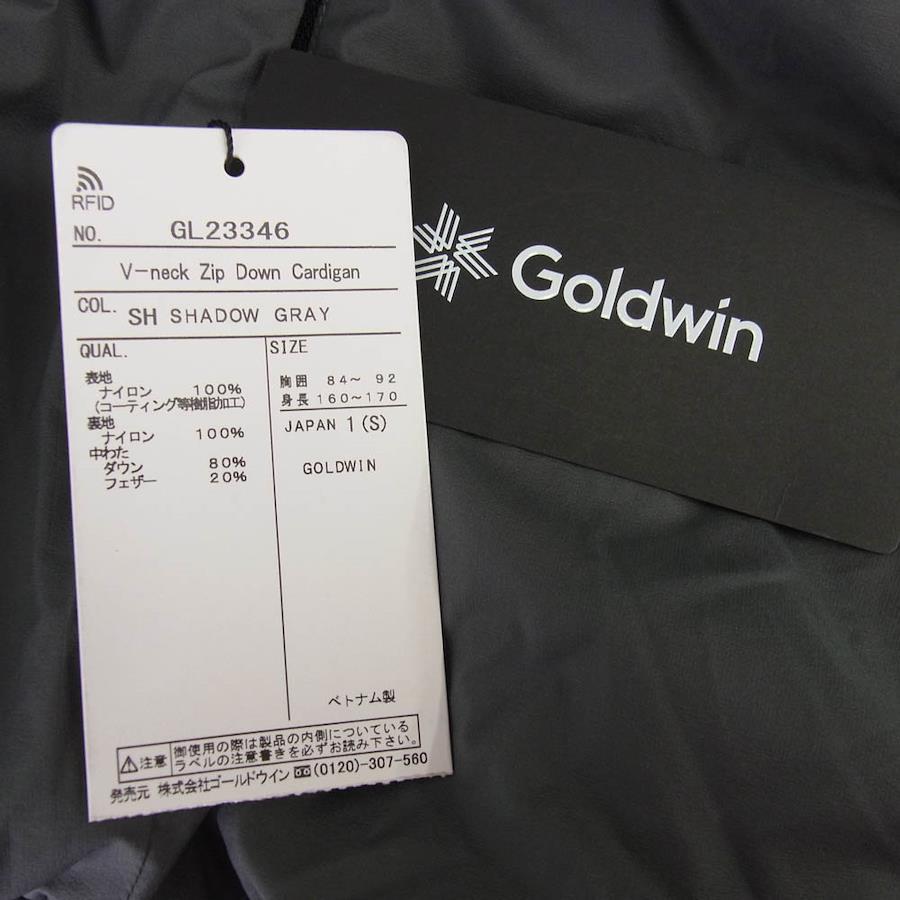 RFID
NO. GL23346
V-neck Zip Down Cardigan
COL. SH SHADOW GRAY
QUAL.
表地
ナイロン 100%
(コーティング等樹脂加工)
裏地
ナイロン 100%
中わた
ダウン 80%
フェザー 20%
SIZE
胸囲 84～ 92
身長 160～170
JAPAN 1 (S)
GOLDWIN
ベトナム製
注意 御使用の際は製品の内側についている
ラベルの注意書きを必ずお読み下さい。
発売元 株式会社ゴールドウイン (0120)-307-560
Goldwin